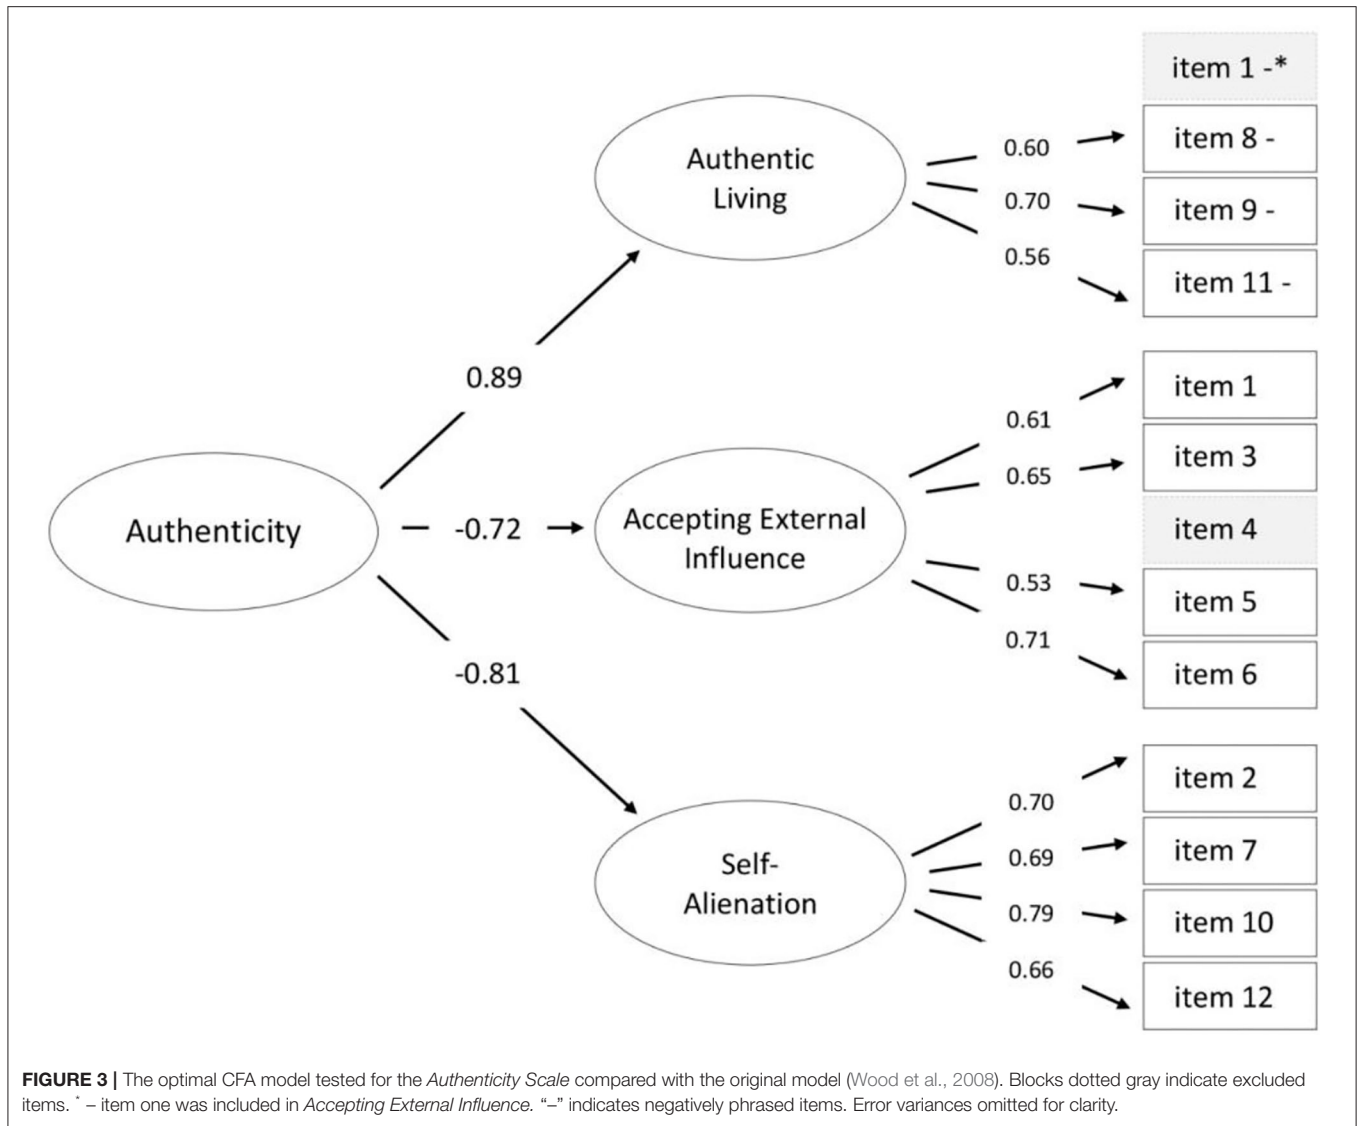 item 1 -*
Authentic
Living
0.60
item 8 -
0.70
item 9 -
0.56
item 11 -
0.89
Authenticity
-0.72
Accepting External
Influence
0.61
item 1
0.65
item 3
item 4
0.53
item 5
0.71
item 6
-0.81
Self-
Alienation
0.70
item 2
0.69
item 7
0.79
item 10
0.66
item 12
FIGURE 3 | The optimal CFA model tested for the Authenticity Scale compared with the original model (Wood et al., 2008). Blocks dotted gray indicate excluded
items. * – item one was included in Accepting External Influence. “–” indicates negatively phrased items. Error variances omitted for clarity.